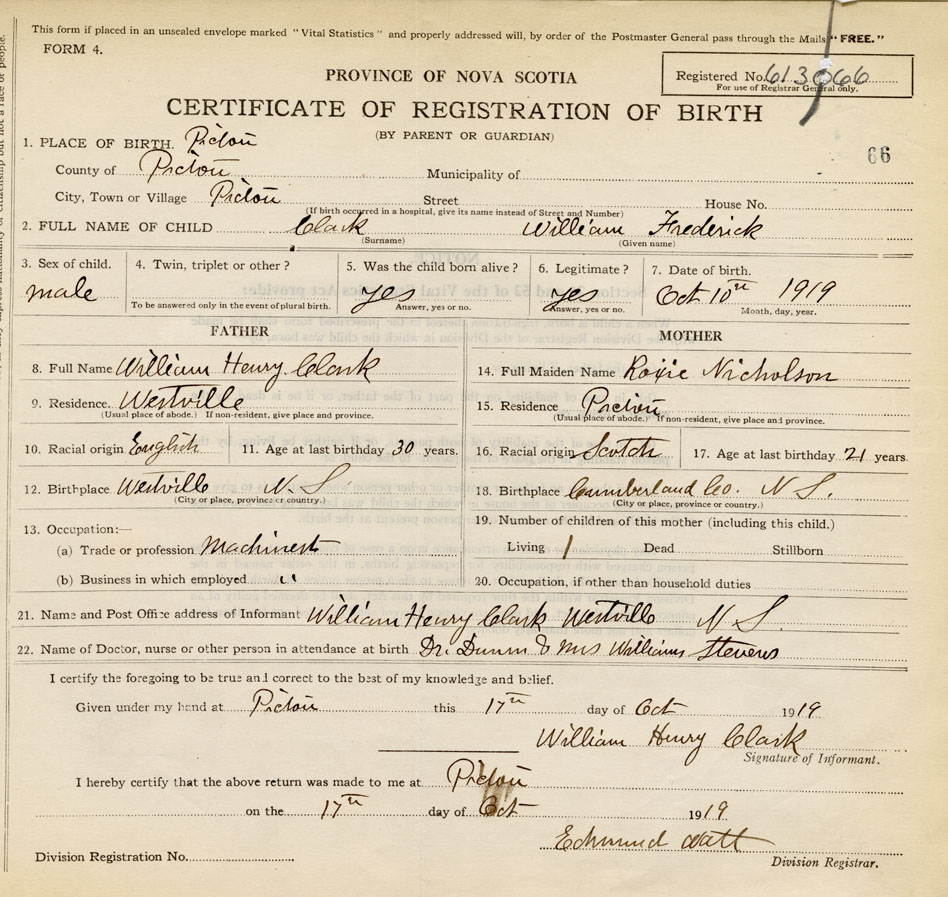 This form if placed in an unsealed envelope marked "Vital Statistics" and properly addressed will, by order of the Postmaster General pass through the Mails "FREE."
FORM 4.
PROVINCE OF NOVA SCOTIA
Registered No. 613066
For use of Registrar General only.
CERTIFICATE OF REGISTRATION OF BIRTH
(BY PARENT OR GUARDIAN)
66
1. PLACE OF BIRTH. Pictou
County of Pictou Municipality of
City, Town or Village Pictou Street House No.
(If birth occurred in a hospital, give its name instead of Street and Number)
2. FULL NAME OF CHILD Clark William Frederick
(Surname) (Given name)
3. Sex of child. 4. Twin, triplet or other? 5. Was the child born alive? 6. Legitimate? 7. Date of birth.
male yes yes Oct 10th 1919
To be answered only in the event of plural birth. Answer, yes or no. Answer, yes or no. Month, day, year.
FATHER
8. Full Name William Henry Clark
9. Residence. Westville
(Usual place of abode.) If non-resident, give place and province.
10. Racial origin English 11. Age at last birthday 30 years.
12. Birthplace Westville N. S.
(City or place, province or country.)
13. Occupation:—
(a) Trade or profession Machinest
(b) Business in which employed "
MOTHER
14. Full Maiden Name Roxie Nicholson
15. Residence Pictou
(Usual place of abode.) If non-resident, give place and province.
16. Racial origin Scotch 17. Age at last birthday 21 years.
18. Birthplace Cumberland Co. N S.
(City or place, province or country.)
19. Number of children of this mother (including this child.)
Living 1 Dead Stillborn
20. Occupation, if other than household duties
21. Name and Post Office address of Informant William Henry Clark Westville N S.
22. Name of Doctor, nurse or other person in attendance at birth Dr. Dunn & Mrs Williams Stevens
I certify the foregoing to be true and correct to the best of my knowledge and belief.
Given under my hand at Pictou this 17th day of Oct 1919
William Henry Clark
Signature of Informant.
I hereby certify that the above return was made to me at Pictou
on the 17th day of Oct 1919
Edmund Watt
Division Registration No. Division Registrar.